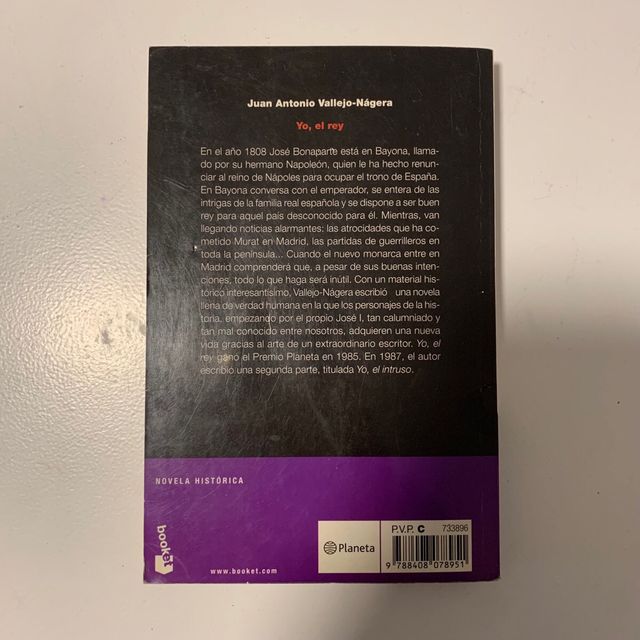 Juan Antonio Vallejo-Nágera
Yo, el rey
En el año 1808 José Bonaparte está en Bayona, llama-
do por su hermano Napoleón, quien le ha hecho renun-
ciar al reino de Nápoles para ocupar el trono de España.
En Bayona conversa con el emperador, se entera de las
intrigas de la familia real española y se dispone a ser buen
rey para aquel país desconocido para él. Mientras, van
llegando noticias alarmantes: las atrocidades que ha co-
metido Murat en Madrid, las partidas de guerrilleros en
toda la península... Cuando el nuevo monarca entre en
Madrid comprenderá que, a pesar de sus buenas inten-
ciones, todo lo que haga será inútil. Con un material his-
tórico interesantísimo, Vallejo-Nágera escribió una novela
llena de verdad humana en la que los personajes de la his-
toria, empezando por el propio José I, tan calumniado y
tan mal conocido entre nosotros, adquieren una nueva
vida gracias al arte de un extraordinario escritor. Yo, el
rey ganó el Premio Planeta en 1985. En 1987, el autor
escribió una segunda parte, titulada Yo, el intruso.
NOVELA HISTÓRICA
booket
www.booket.com
Planeta
P.V.P. C 733896
9 788408 078951